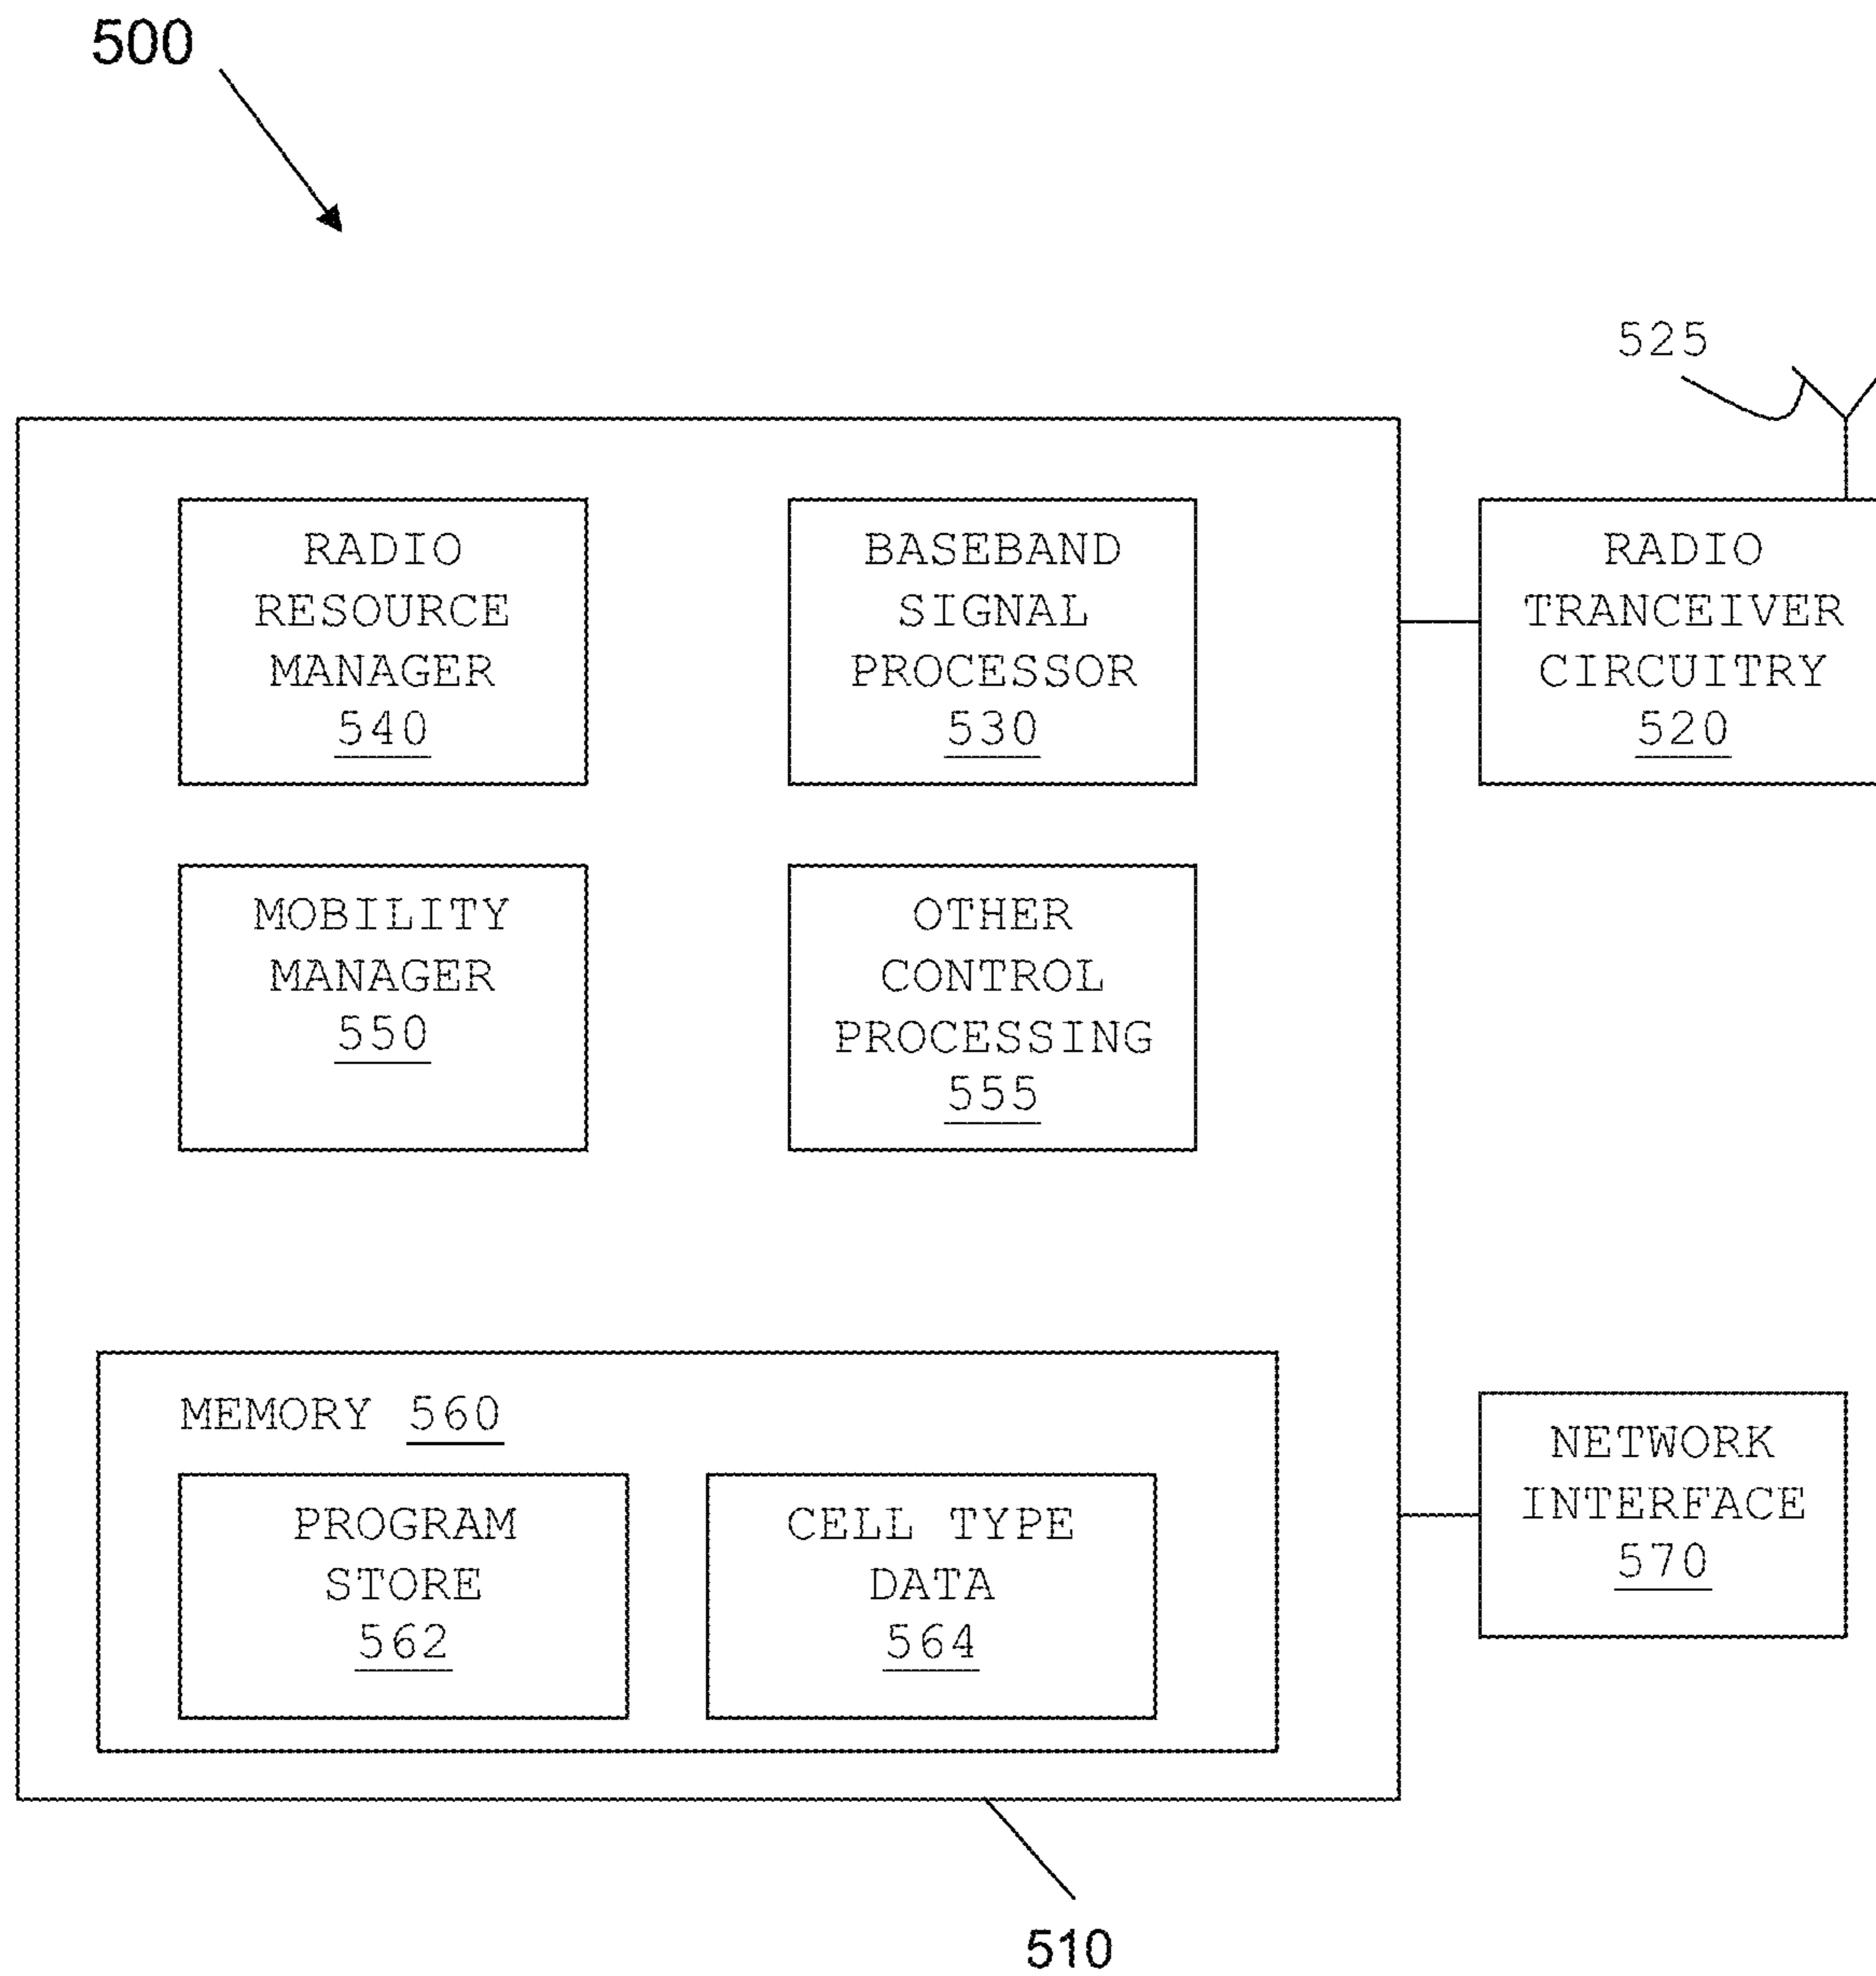 500
525
RADIO
RESOURCE
MANAGER
540
BASEBAND
SIGNAL
PROCESSOR
530
RADIO
TRANCEIVER
CIRCUITRY
520
MOBILITY
MANAGER
550
OTHER
CONTROL
PROCESSING
555
MEMORY 560
PROGRAM
STORE
562
CELL TYPE
DATA
564
NETWORK
INTERFACE
570
510